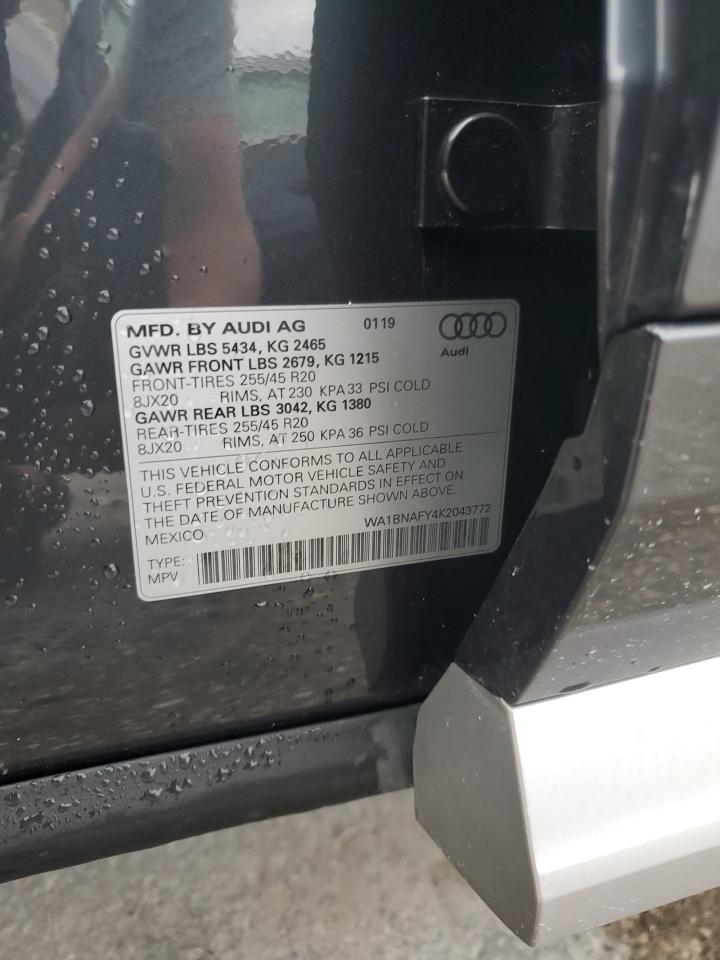 MFD. BY AUDI AG 0119
Audi
GVWR LBS 5434, KG 2465
GAWR FRONT LBS 2679, KG 1215
FRONT-TIRES 255/45 R20
8JX20 RIMS, AT 230 KPA 33 PSI COLD
GAWR REAR LBS 3042, KG 1380
REAR-TIRES 255/45 R20
8JX20 RIMS, AT 250 KPA 36 PSI COLD
THIS VEHICLE CONFORMS TO ALL APPLICABLE
U.S. FEDERAL MOTOR VEHICLE SAFETY AND
THEFT PREVENTION STANDARDS IN EFFECT ON
THE DATE OF MANUFACTURE SHOWN ABOVE.
MEXICO WA1BNAFY4K2043772
TYPE:
MPV